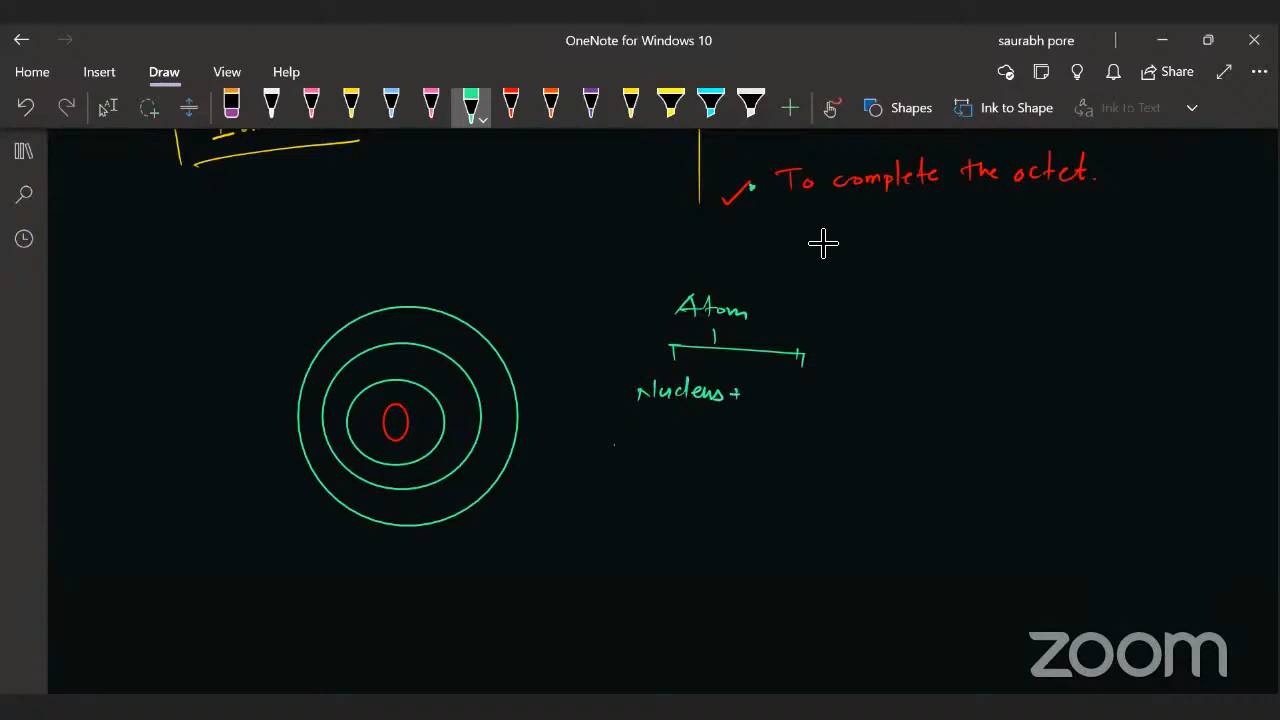 OneNote for Windows 10
saurabh pore
Home Insert Draw View Help
Share
Shapes Ink to Shape Ink to Text
To complete the octet.
Atom
Nucleus +
zoom